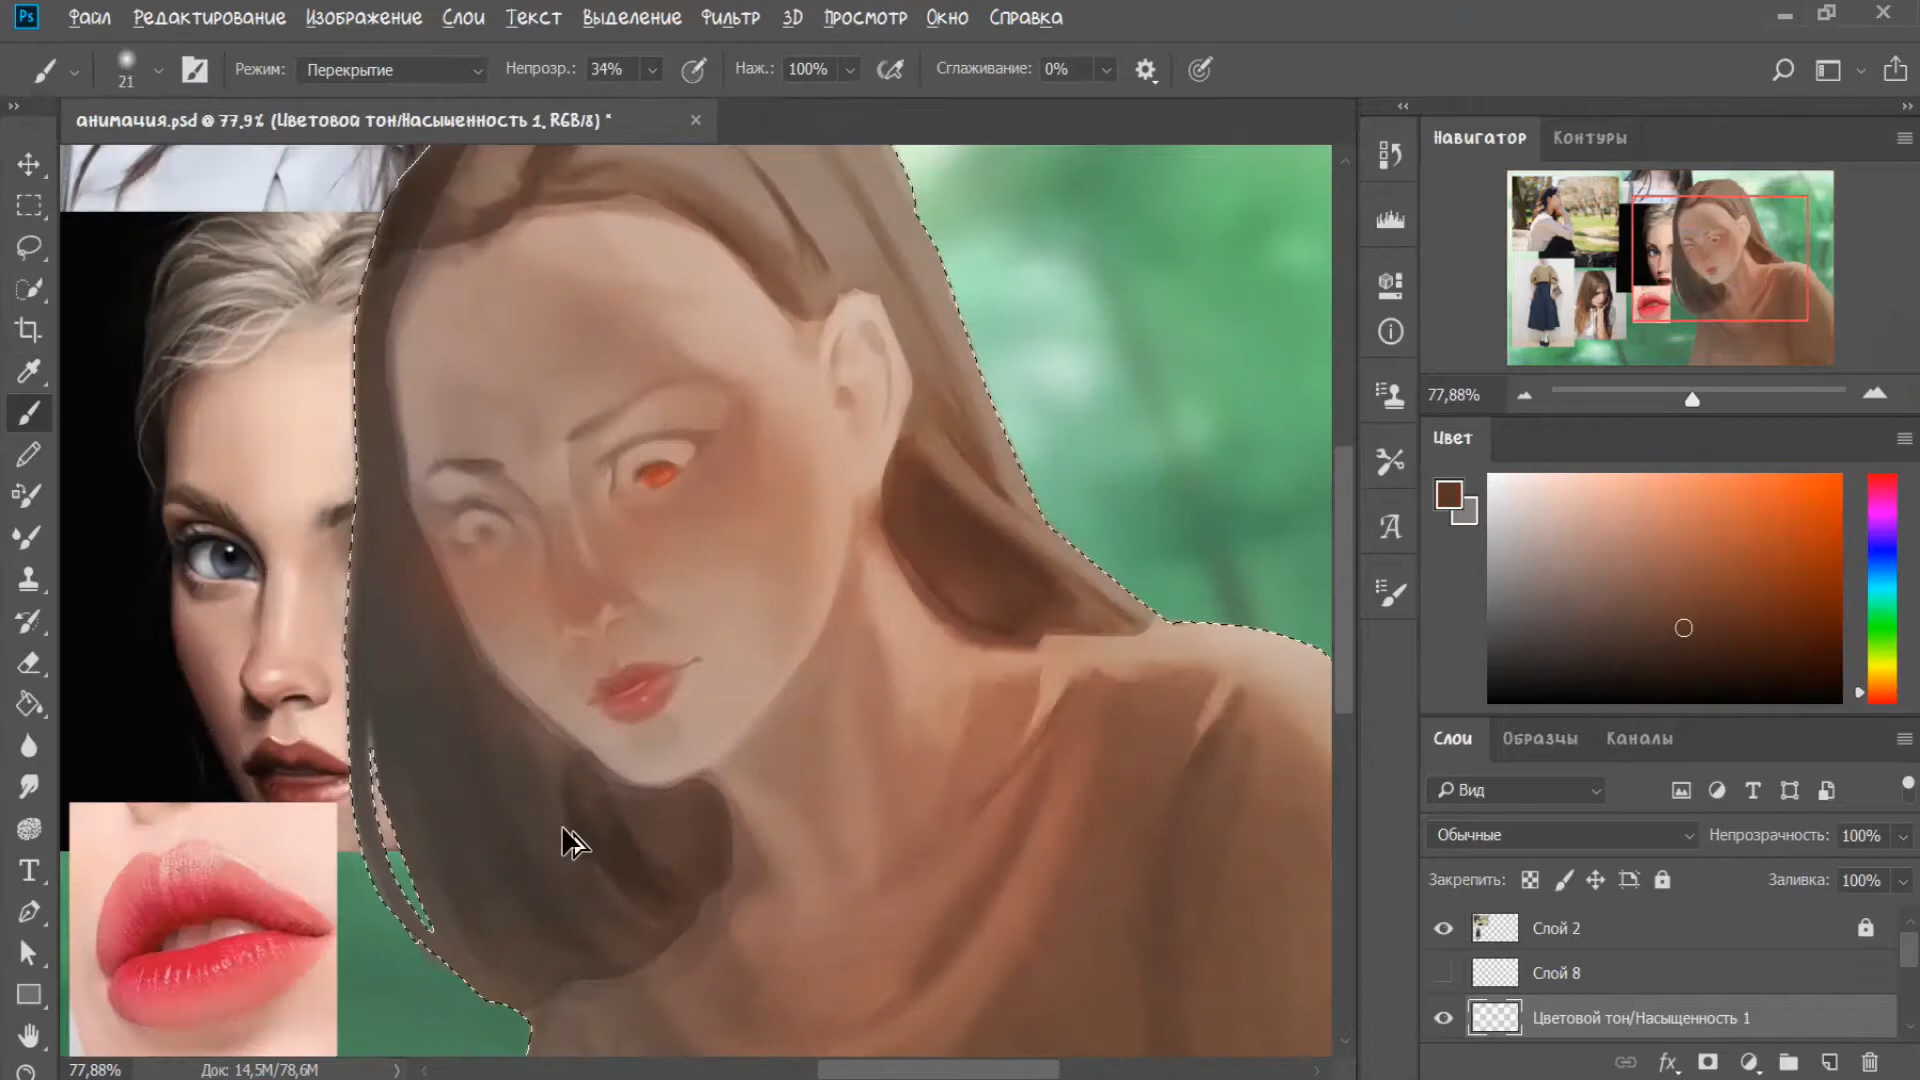 Ps Файл Редактирование Изображение Слои Текст Выделение Фильтр 3D Просмотр Окно Справка
21 Режим: Перекрытие Непрозр.: 34% Наж.: 100% Сглаживание: 0%
анимация.psd @ 77,9% (Цветовой тон/Насыщенность 1, RGB/8) *
Навигатор Контуры
77,88%
Цвет
Слои Образцы Каналы
Вид
Обычные Непрозрачность: 100%
Закрепить: Заливка: 100%
Слой 2
Слой 8
Цветовой тон/Насыщенность 1
fx
77,88% Док: 14,5M/78,6M